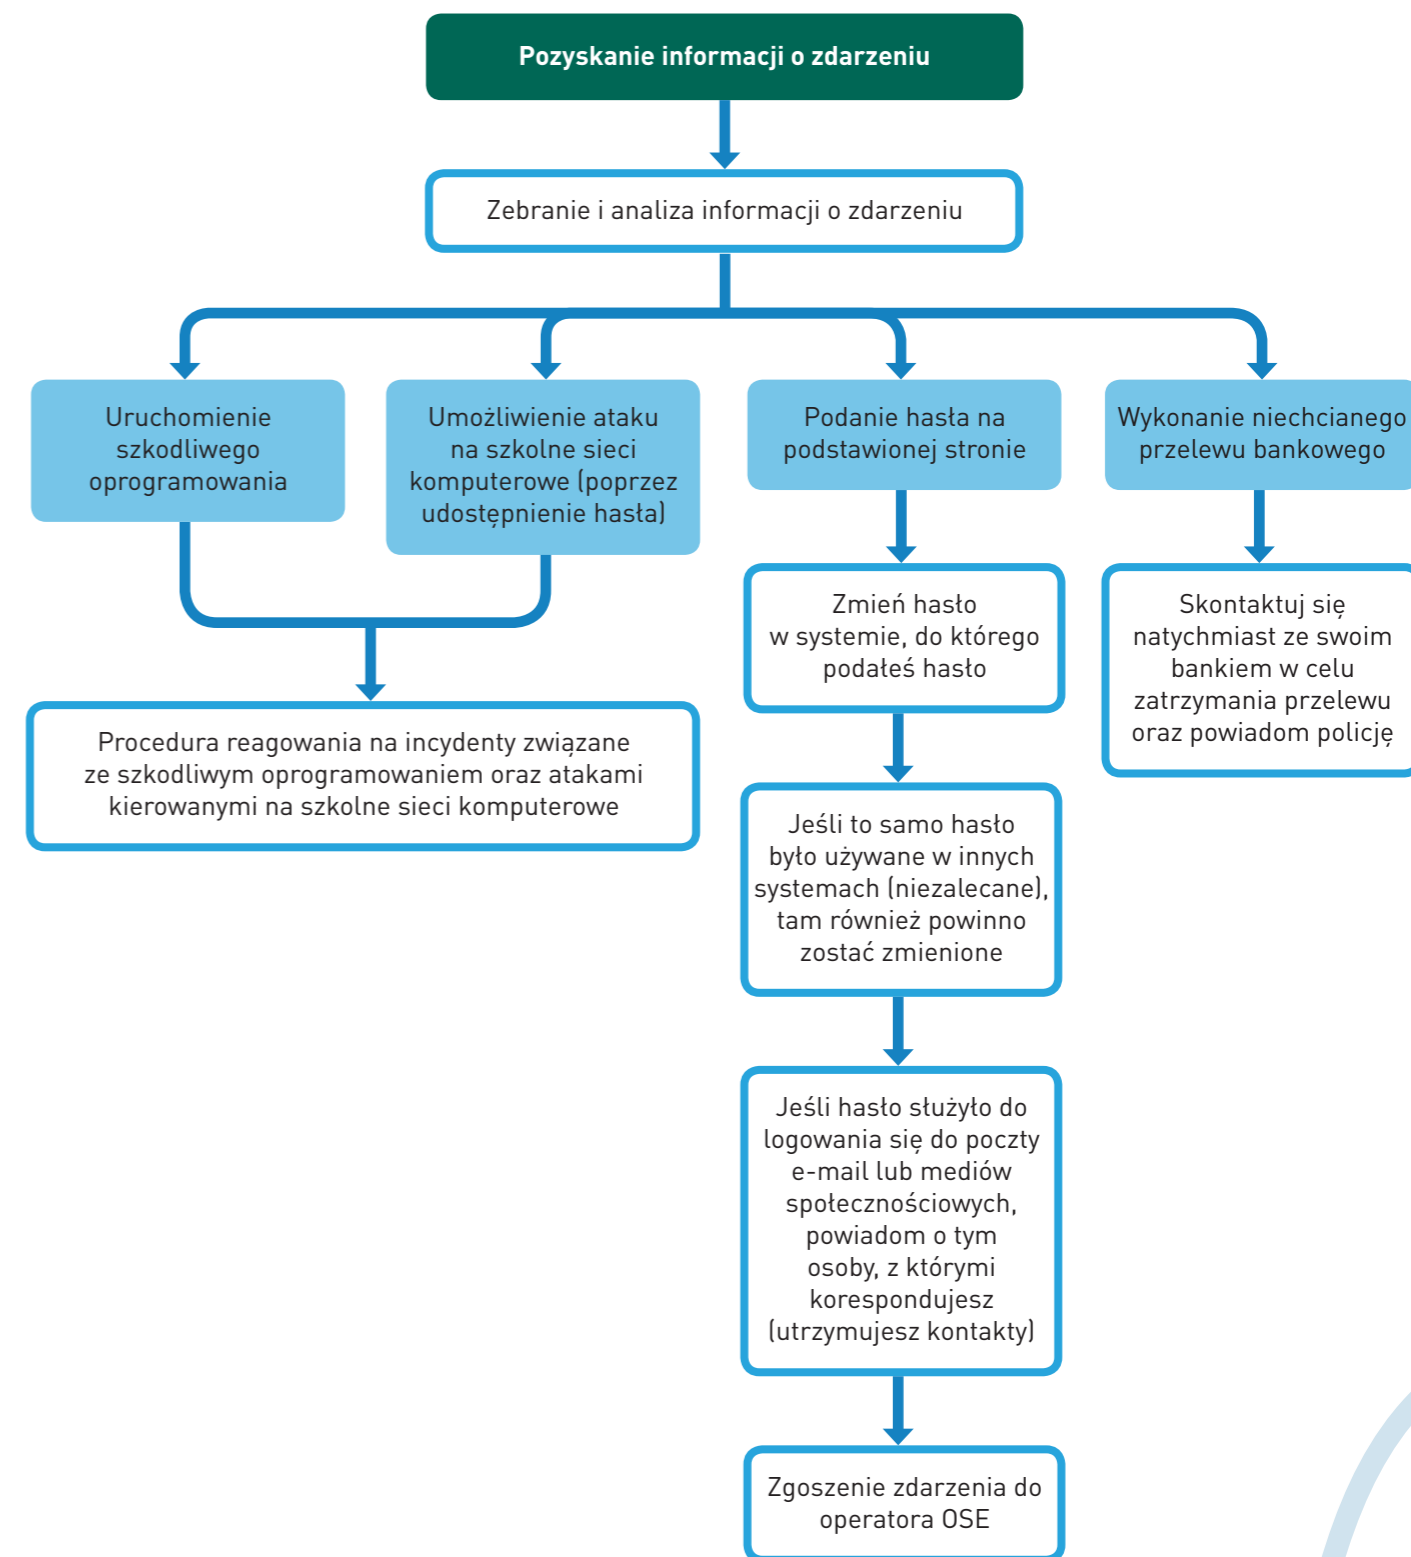 Pozyskanie informacji o zdarzeniu
Zebranie i analiza informacji o zdarzeniu
Uruchomienie
szkodliwego
oprogramowania
Umożliwienie ataku
na szkolne sieci
komputerowe (poprzez
udostępnienie hasła)
Podanie hasła na
podstawionej stronie
Wykonanie niechcianego
przelewu bankowego
Procedura reagowania na incydenty związane
ze szkodliwym oprogramowaniem oraz atakami
kierowanymi na szkolne sieci komputerowe
Zmień hasło
w systemie, do którego
podałeś hasło
Skontaktuj się
natychmiast ze swoim
bankiem w celu
zatrzymania przelewu
oraz powiadom policję
Jeśli to samo hasło
było używane w innych
systemach (niezalecane),
tam również powinno
zostać zmienione
Jeśli hasło służyło do
logowania się do poczty
e-mail lub mediów
społecznościowych,
powiadom o tym
osoby, z którymi
korespondujesz
(utrzymujesz kontakty)
Zgoszenie zdarzenia do
operatora OSE